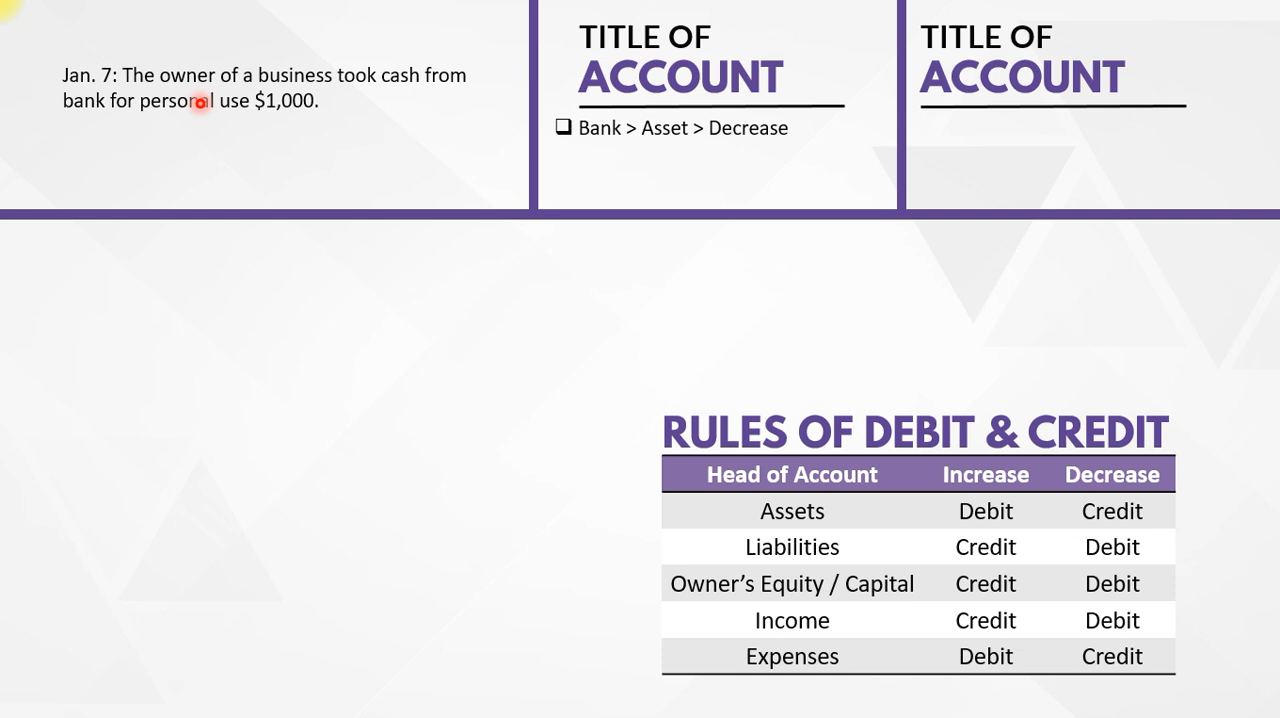 Jan. 7: The owner of a business took cash from
bank for personal use $1,000.
TITLE OF
ACCOUNT
❑ Bank > Asset > Decrease
TITLE OF
ACCOUNT
RULES OF DEBIT & CREDIT
Head of Account Increase Decrease
Assets Debit Credit
Liabilities Credit Debit
Owner’s Equity / Capital Credit Debit
Income Credit Debit
Expenses Debit Credit